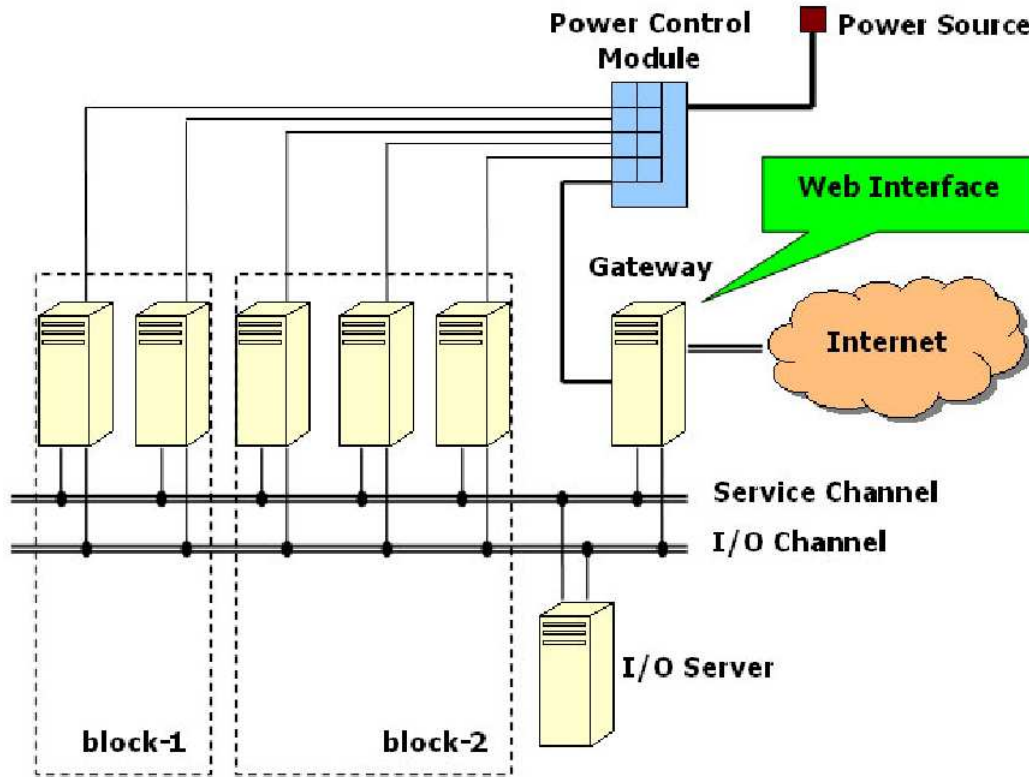 Power Control
Module
Power Source
Web Interface
Gateway
Internet
Service Channel
I/O Channel
I/O Server
block-1
block-2